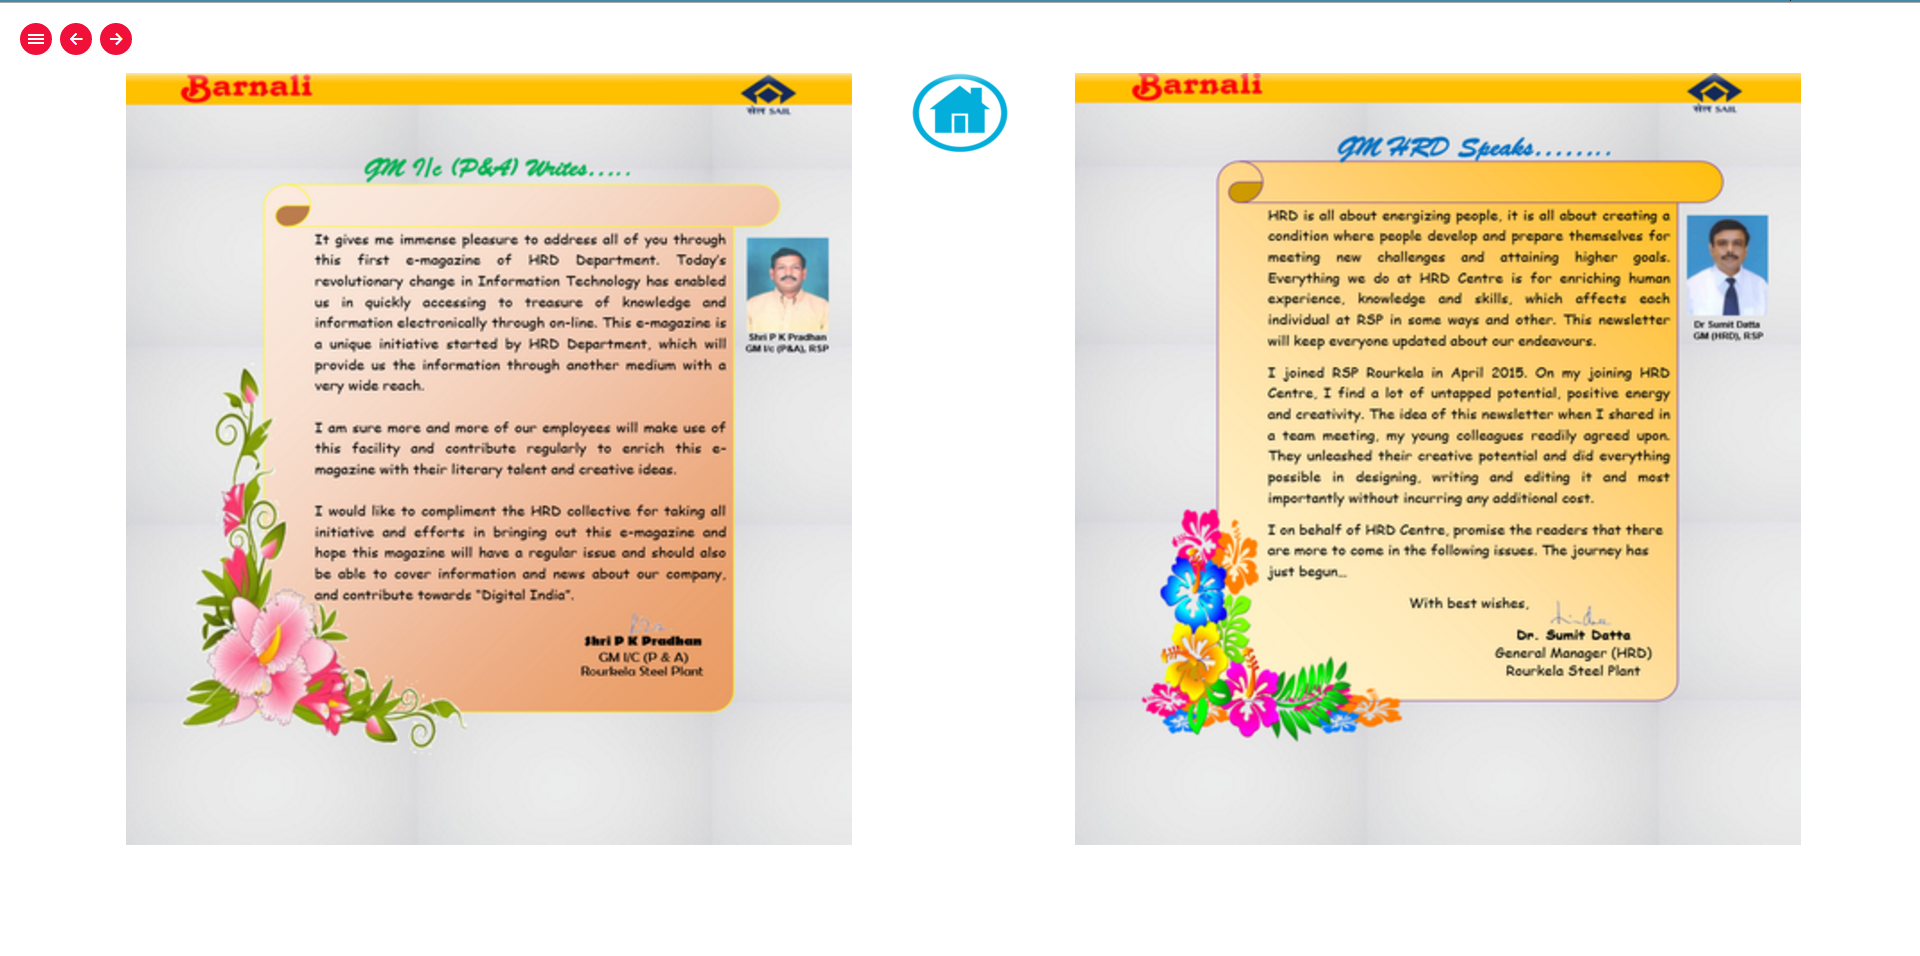 Barnali
सेल SAIL
GM I/c (P&A) Writes.....
It gives me immense pleasure to address all of you through
this first e-magazine of HRD Department. Today's
revolutionary change in Information Technology has enabled
us in quickly accessing to treasure of knowledge and
information electronically through on-line. This e-magazine is
a unique initiative started by HRD Department, which will
provide us the information through another medium with a
very wide reach.
I am sure more and more of our employees will make use of
this facility and contribute regularly to enrich this e-
magazine with their literary talent and creative ideas.
I would like to compliment the HRD collective for taking all
initiative and efforts in bringing out this e-magazine and
hope this magazine will have a regular issue and should also
be able to cover information and news about our company,
and contribute towards "Digital India".
Shri P K Pradhan
GM I/C (P & A)
Rourkela Steel Plant
Shri P K Pradhan
GM I/c (P&A), RSP
Barnali
सेल SAIL
GM HRD Speaks........
HRD is all about energizing people, it is all about creating a
condition where people develop and prepare themselves for
meeting new challenges and attaining higher goals.
Everything we do at HRD Centre is for enriching human
experience, knowledge and skills, which affects each
individual at RSP in some ways and other. This newsletter
will keep everyone updated about our endeavours.
I joined RSP Rourkela in April 2015. On my joining HRD
Centre, I find a lot of untapped potential, positive energy
and creativity. The idea of this newsletter when I shared in
a team meeting, my young colleagues readily agreed upon.
They unleashed their creative potential and did everything
possible in designing, writing and editing it and most
importantly without incurring any additional cost.
I on behalf of HRD Centre, promise the readers that there
are more to come in the following issues. The journey has
just begun...
With best wishes,
Dr. Sumit Datta
General Manager (HRD)
Rourkela Steel Plant
Dr Sumit Datta
GM (HRD), RSP